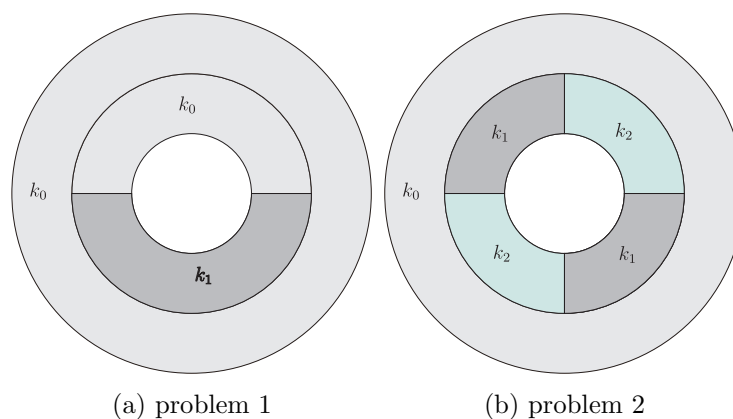 k₀
k₀
k₁
(a) problem 1
k₁
k₂
k₀
k₂
k₁
(b) problem 2